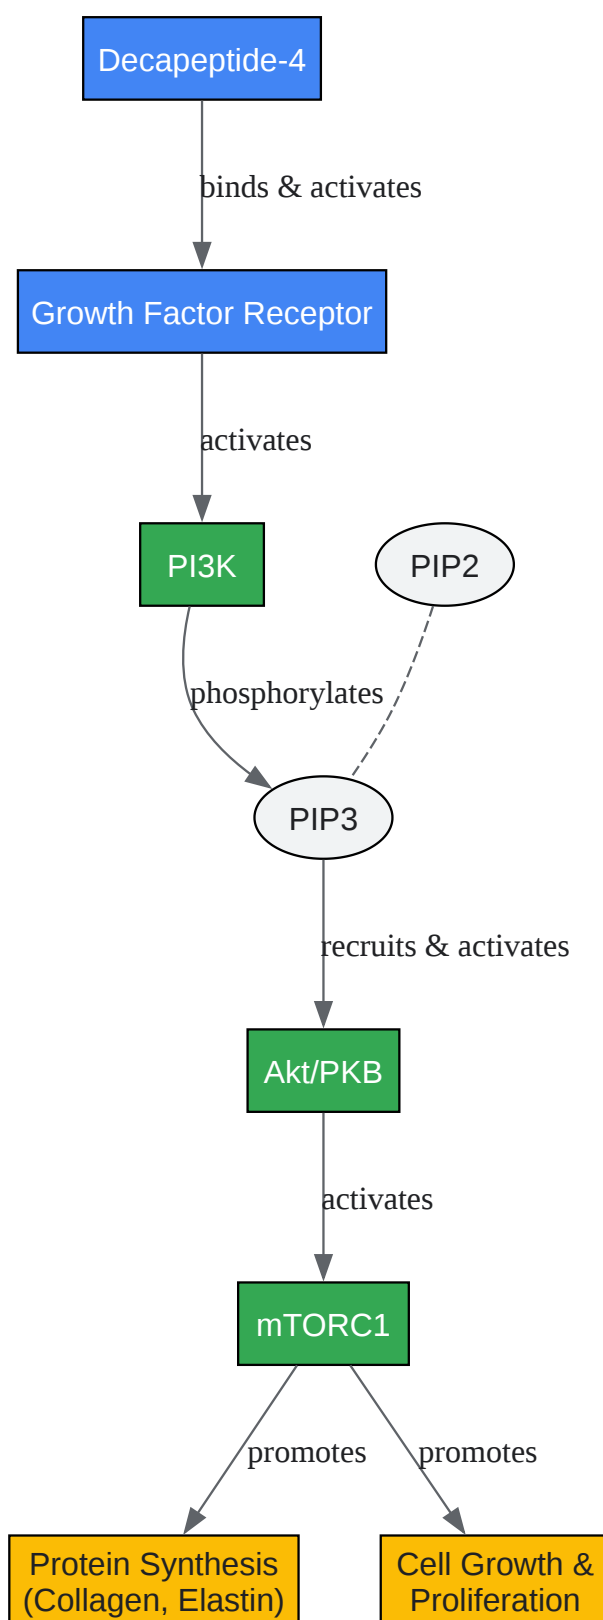 Decapeptide-4
binds & activates
Growth Factor Receptor
activates
PI3K
PIP2
phosphorylates
PIP3
recruits & activates
Akt/PKB
activates
mTORC1
promotes
promotes
Protein Synthesis
(Collagen, Elastin)
Cell Growth &
Proliferation